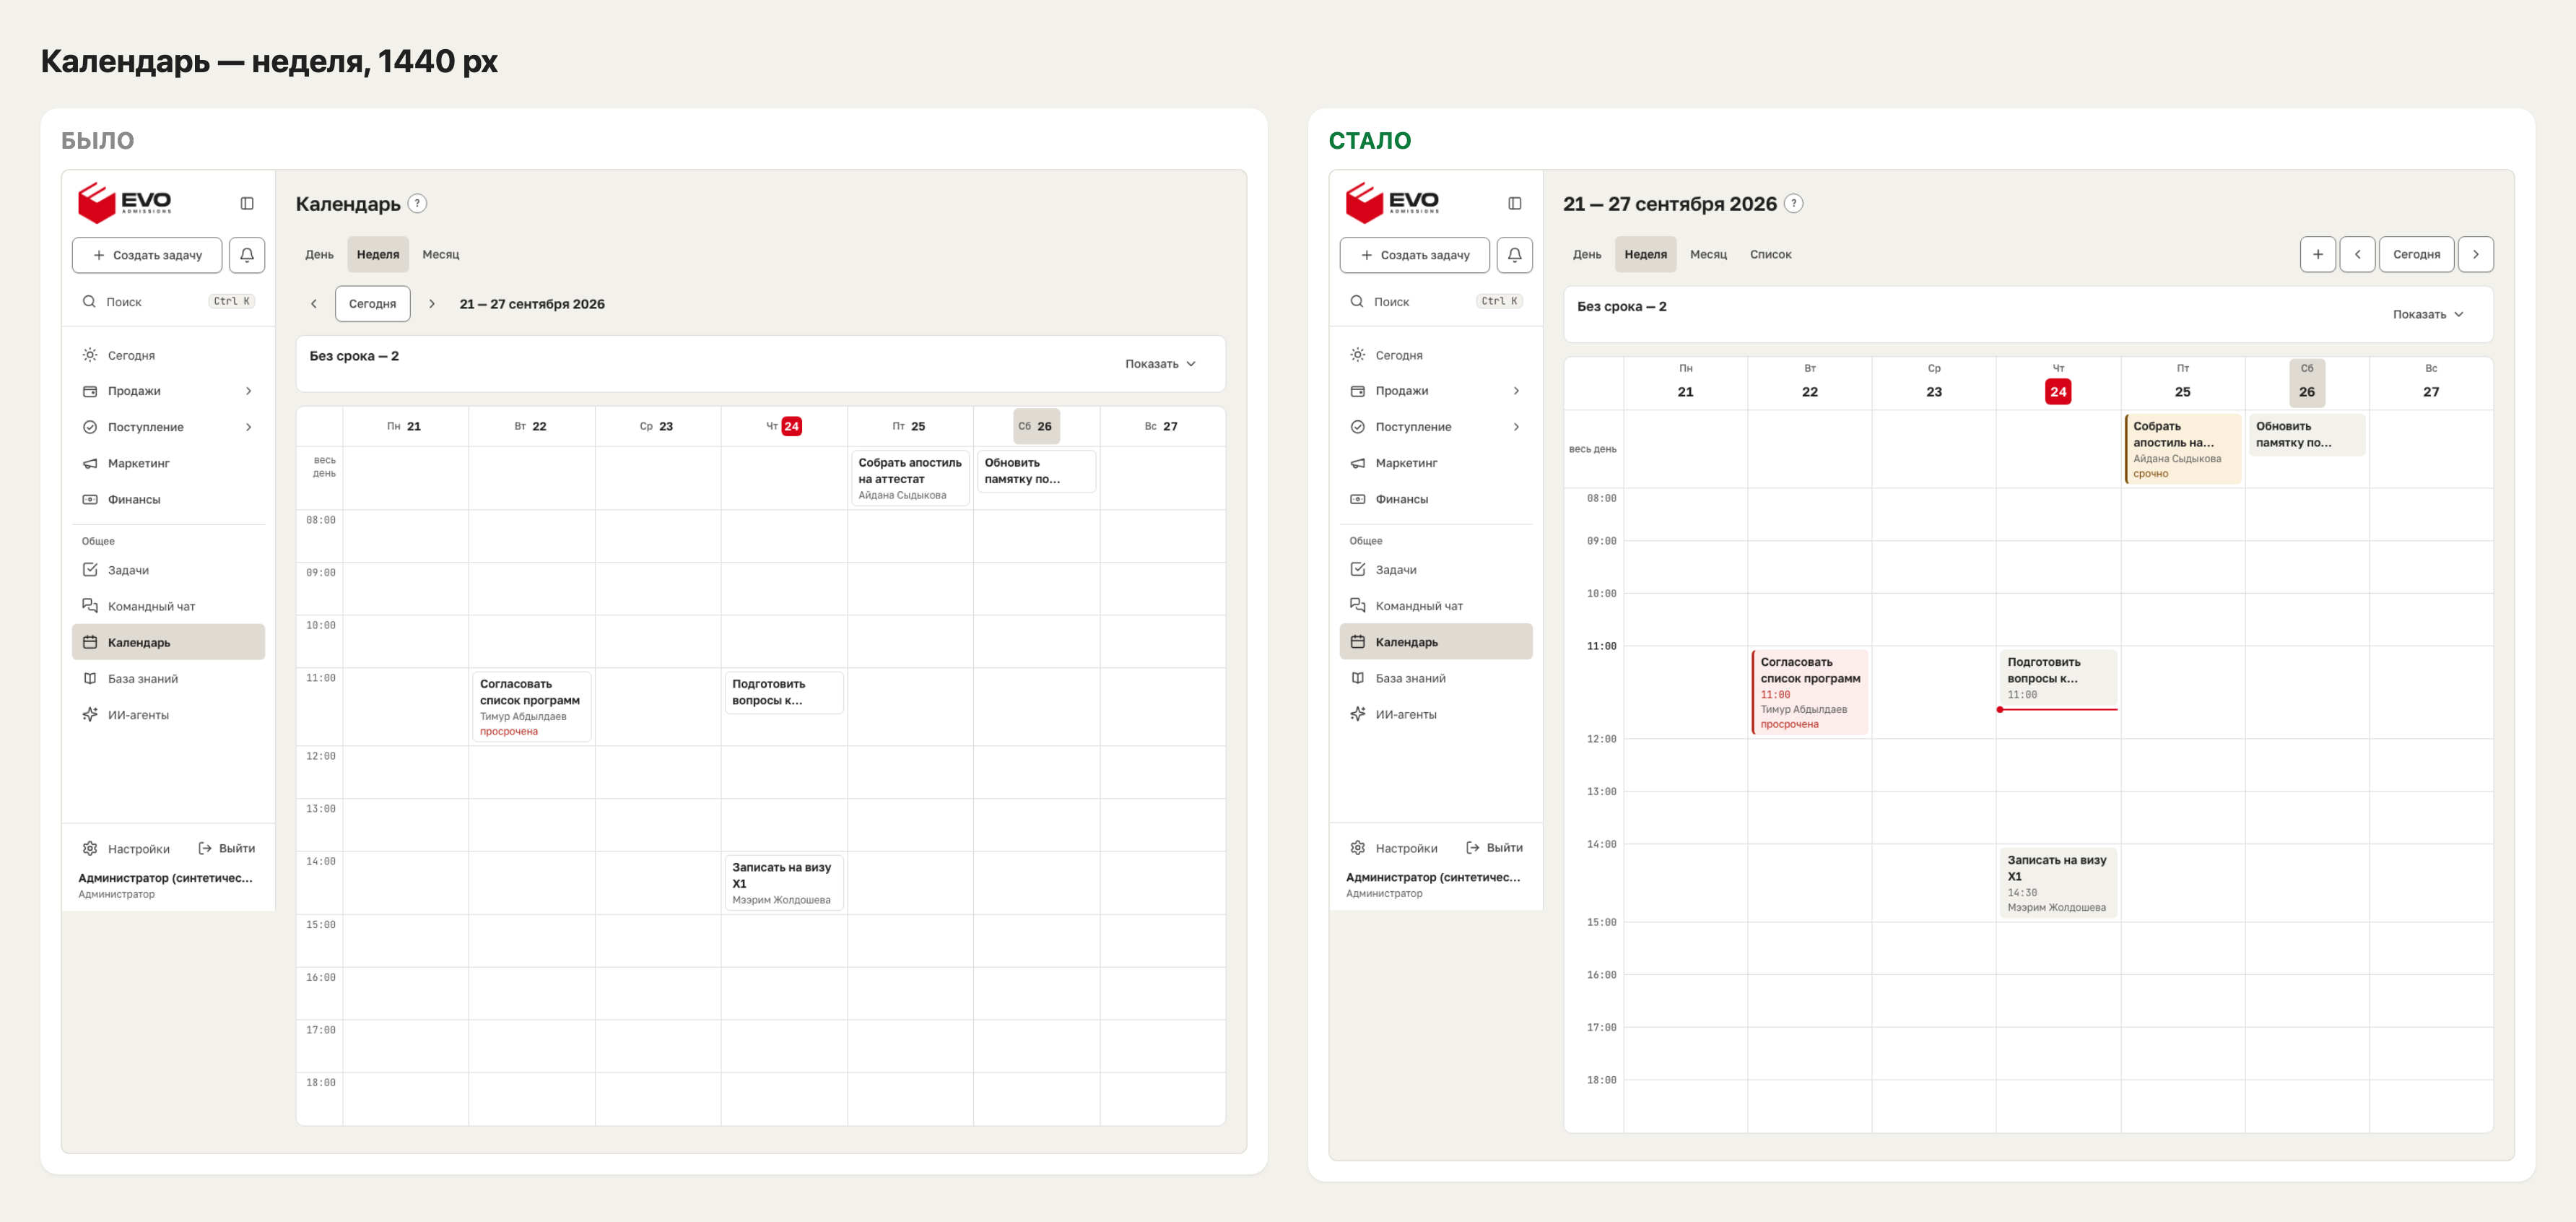 Календарь — неделя, 1440 px
БЫЛО
EVO
ADMISSIONS
Создать задачу
Поиск
Ctrl K
Сегодня
Продажи
Поступление
Маркетинг
Финансы
Общее
Задачи
Командный чат
Календарь
База знаний
ИИ-агенты
Настройки
Выйти
Администратор (синтетичес...
Администратор
Календарь ?
День Неделя Месяц
Сегодня 21 — 27 сентября 2026
Без срока — 2
Показать
Пн 21 Вт 22 Ср 23 Чт 24 Пт 25 Сб 26 Вс 27
весь
день
Собрать апостиль
на аттестат
Айдана Сыдыкова
Обновить
памятку по...
08:00
09:00
10:00
11:00
Согласовать
список программ
Тимур Абдылдаев
просрочена
Подготовить
вопросы к...
12:00
13:00
14:00
Записать на визу
X1
Мээрим Жолдошева
15:00
16:00
17:00
18:00
СТАЛО
EVO
ADMISSIONS
Создать задачу
Поиск
Ctrl K
Сегодня
Продажи
Поступление
Маркетинг
Финансы
Общее
Задачи
Командный чат
Календарь
База знаний
ИИ-агенты
Настройки
Выйти
Администратор (синтетичес...
Администратор
21 — 27 сентября 2026 ?
День Неделя Месяц Список
Сегодня
Без срока — 2
Показать
Пн Вт Ср Чт Пт Сб Вс
21 22 23 24 25 26 27
весь день
Собрать
апостиль на...
Айдана Сыдыкова
срочно
Обновить
памятку по...
08:00
09:00
10:00
11:00
Согласовать
список программ
11:00
Тимур Абдылдаев
просрочена
Подготовить
вопросы к...
11:00
12:00
13:00
14:00
Записать на визу
X1
14:30
Мээрим Жолдошева
15:00
16:00
17:00
18:00